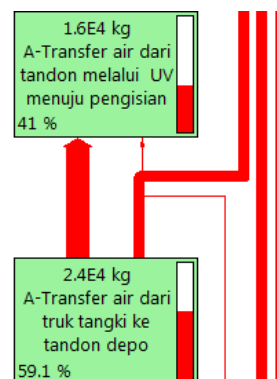 1.6E4 kg
A-Transfer air dari
tandon melalui UV
menuju pengisian
41 %
2.4E4 kg
A-Transfer air dari
truk tangki ke
tandon depo
59.1 %